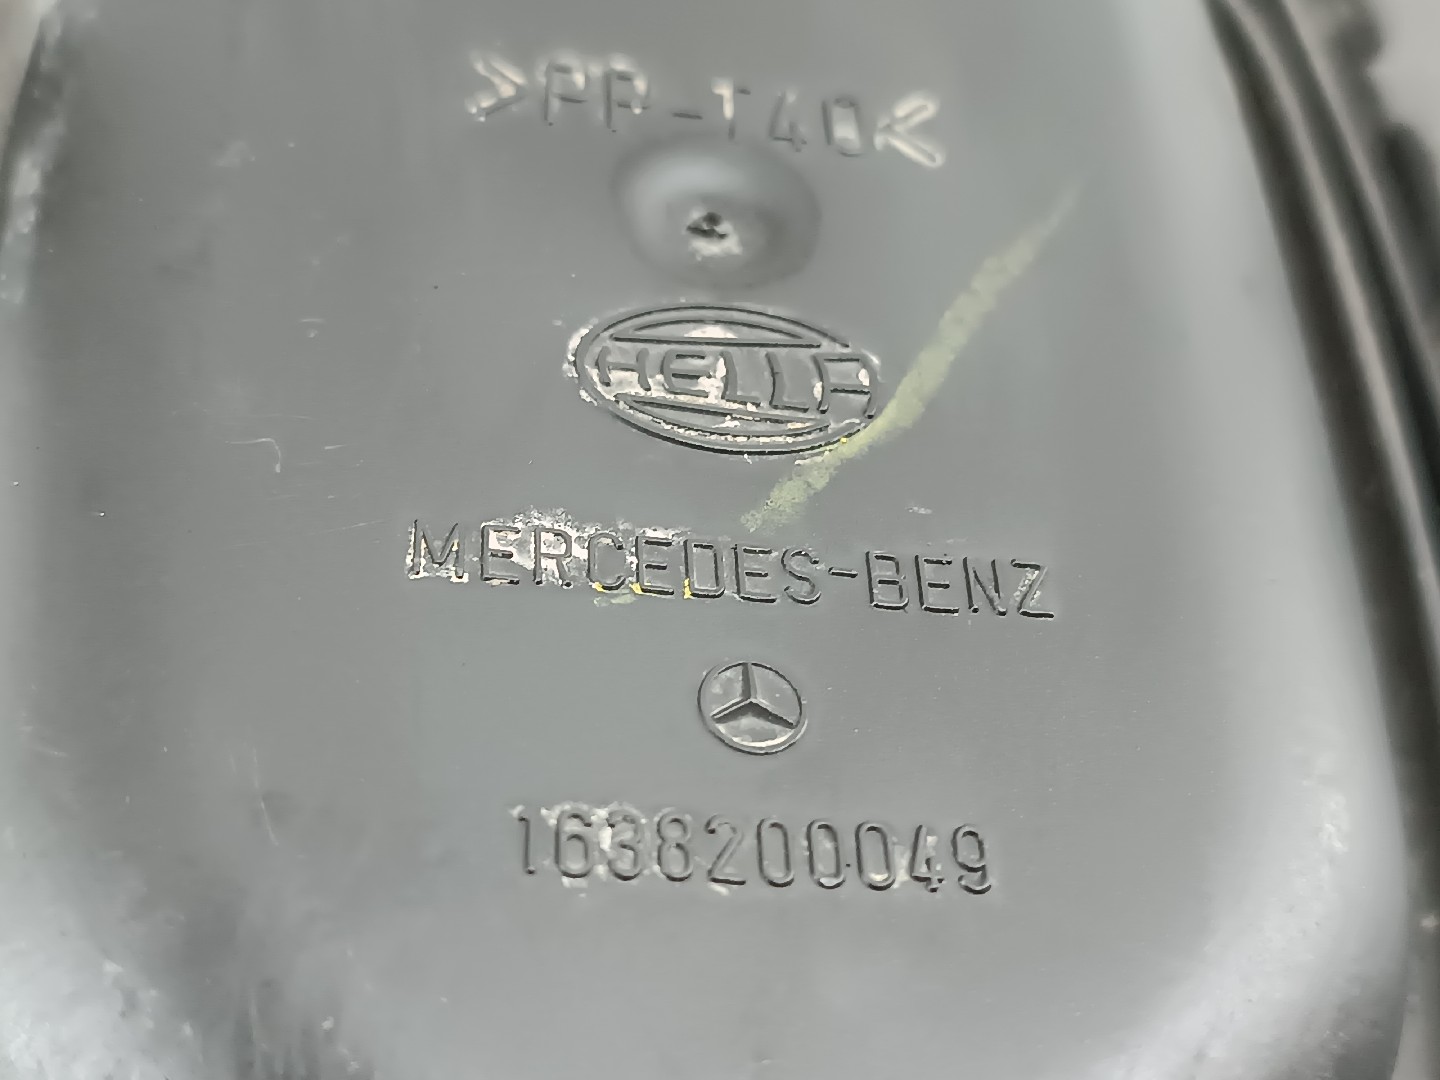 >PP-T40<
HELLA
MERCEDES-BENZ
1638200049